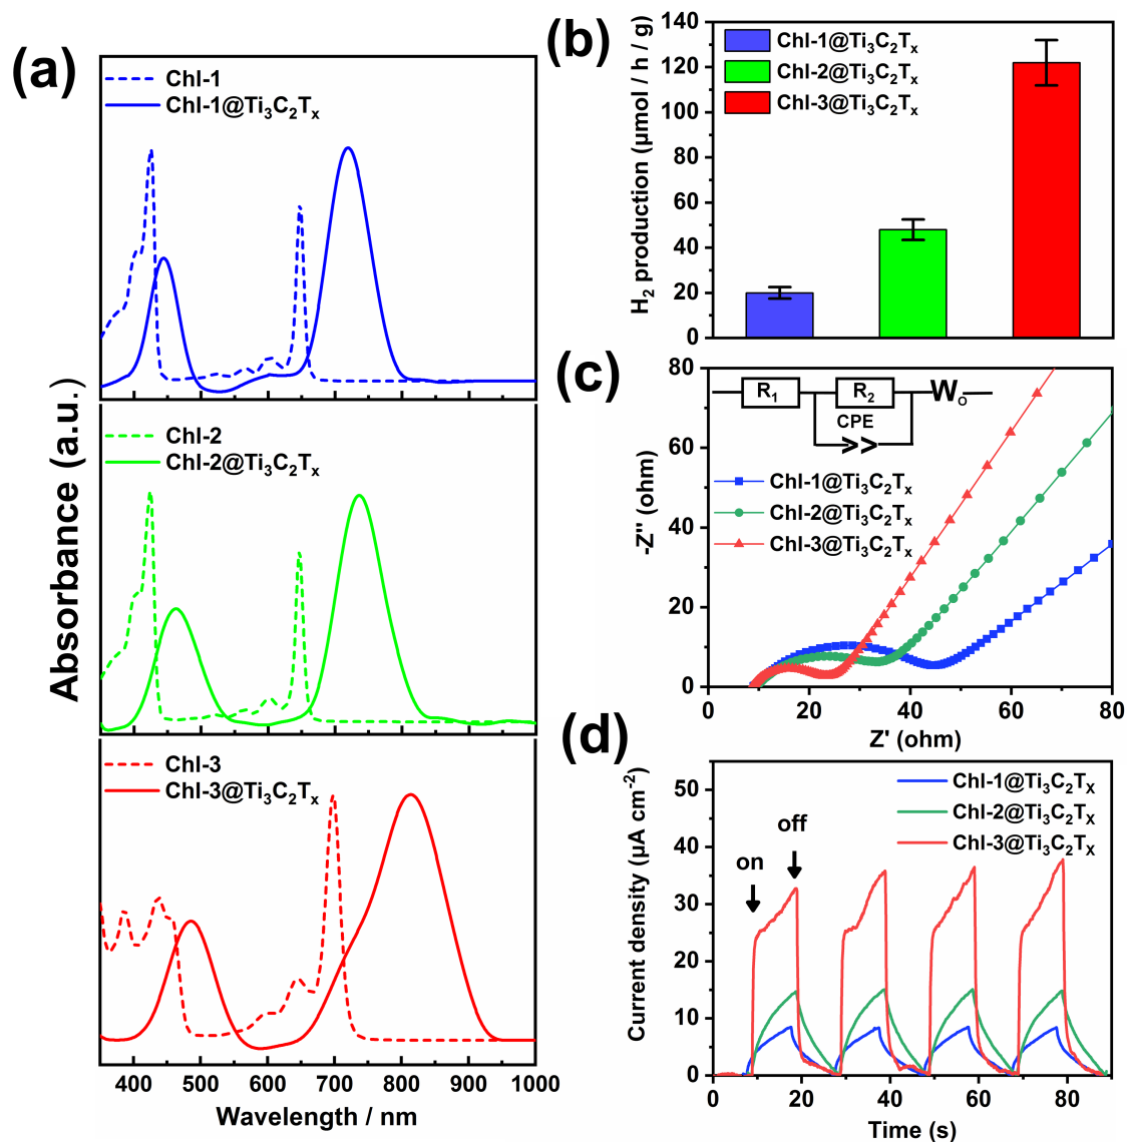 (a)
Chl-1
Chl-1@Ti₃C₂Tₓ
Chl-2
Chl-2@Ti₃C₂Tₓ
Chl-3
Chl-3@Ti₃C₂Tₓ
Absorbance (a.u.)
400 500 600 700 800 900 1000
Wavelength / nm
(b)
Chl-1@Ti₃C₂Tₓ
Chl-2@Ti₃C₂Tₓ
Chl-3@Ti₃C₂Tₓ
H₂ production (μmol / h / g)
140
120
100
80
60
40
20
0
(c)
R₁ R₂ Wₒ
CPE
Chl-1@Ti₃C₂Tₓ
Chl-2@Ti₃C₂Tₓ
Chl-3@Ti₃C₂Tₓ
-Z'' (ohm)
80
60
40
20
0
0 20 40 60 80
Z' (ohm)
(d)
Chl-1@Ti₃C₂Tₓ
Chl-2@Ti₃C₂Tₓ
Chl-3@Ti₃C₂Tₓ
on
off
Current density (μA cm⁻²)
50
40
30
20
10
0
0 20 40 60 80
Time (s)